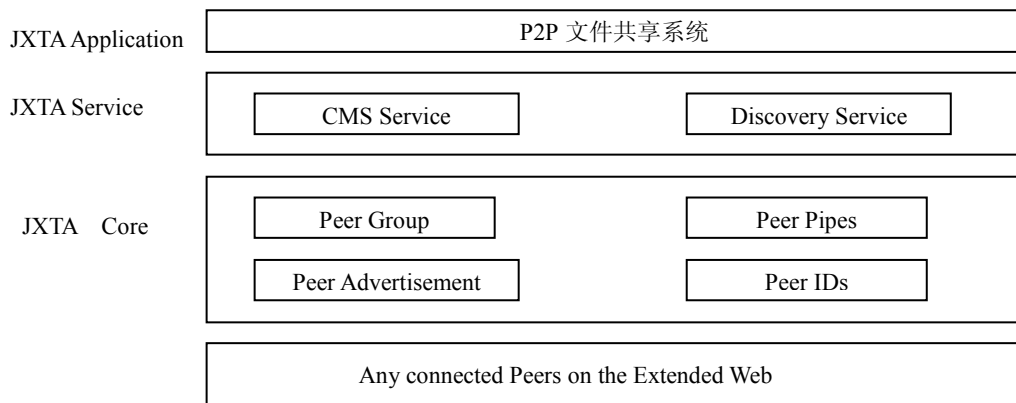 JXTA Application
P2P 文件共享系统
JXTA Service
CMS Service
Discovery Service
JXTA Core
Peer Group
Peer Pipes
Peer Advertisement
Peer IDs
Any connected Peers on the Extended Web